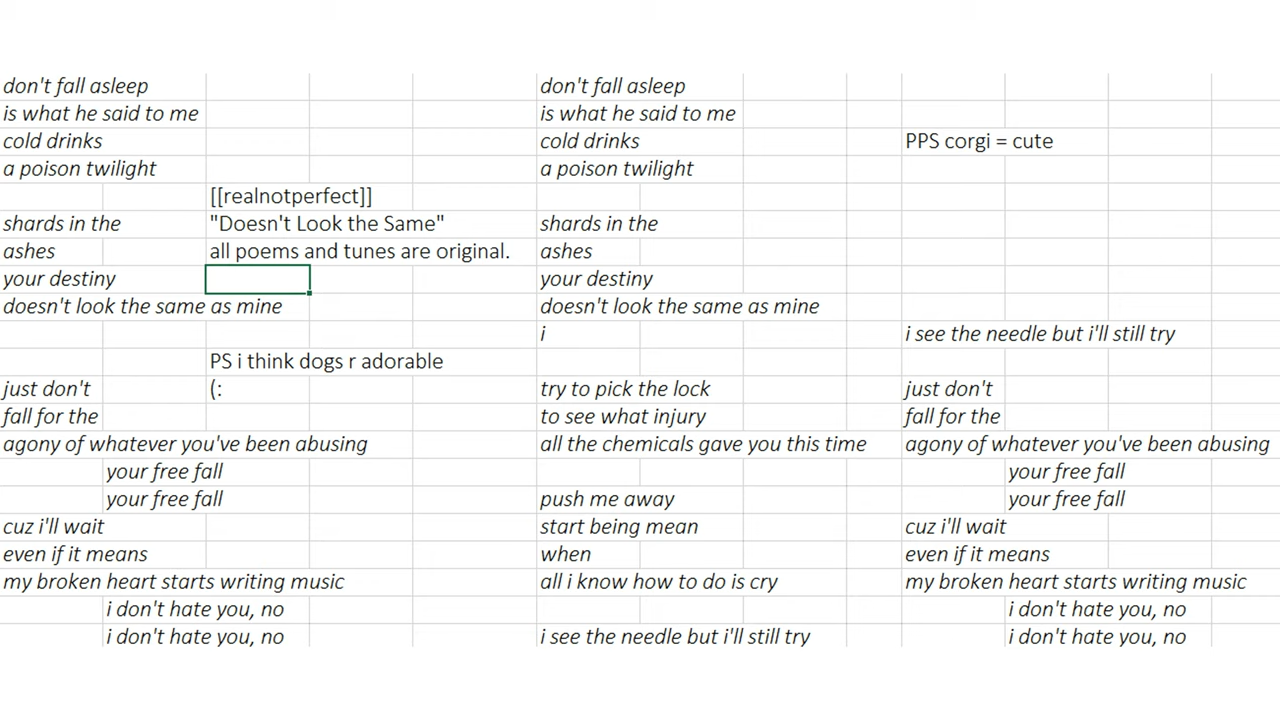 don't fall asleep
is what he said to me
cold drinks
a poison twilight
shards in the
ashes
your destiny
doesn't look the same as mine
just don't
fall for the
agony of whatever you've been abusing
your free fall
your free fall
cuz i'll wait
even if it means
my broken heart starts writing music
i don't hate you, no
i don't hate you, no
[[realnotperfect]]
"Doesn't Look the Same"
all poems and tunes are original.
PS i think dogs r adorable
(:
don't fall asleep
is what he said to me
cold drinks
a poison twilight
shards in the
ashes
your destiny
doesn't look the same as mine
i
try to pick the lock
to see what injury
all the chemicals gave you this time
push me away
start being mean
when
all i know how to do is cry
i see the needle but i'll still try
PPS corgi = cute
i see the needle but i'll still try
just don't
fall for the
agony of whatever you've been abusing
your free fall
your free fall
cuz i'll wait
even if it means
my broken heart starts writing music
i don't hate you, no
i don't hate you, no